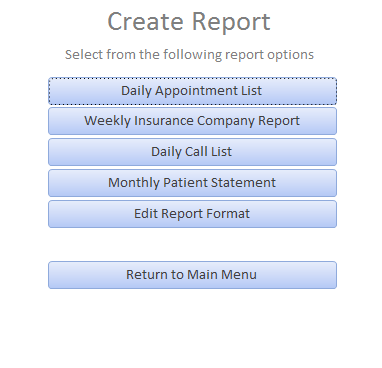 Create Report
Select from the following report options
Daily Appointment List
Weekly Insurance Company Report
Daily Call List
Monthly Patient Statement
Edit Report Format
Return to Main Menu